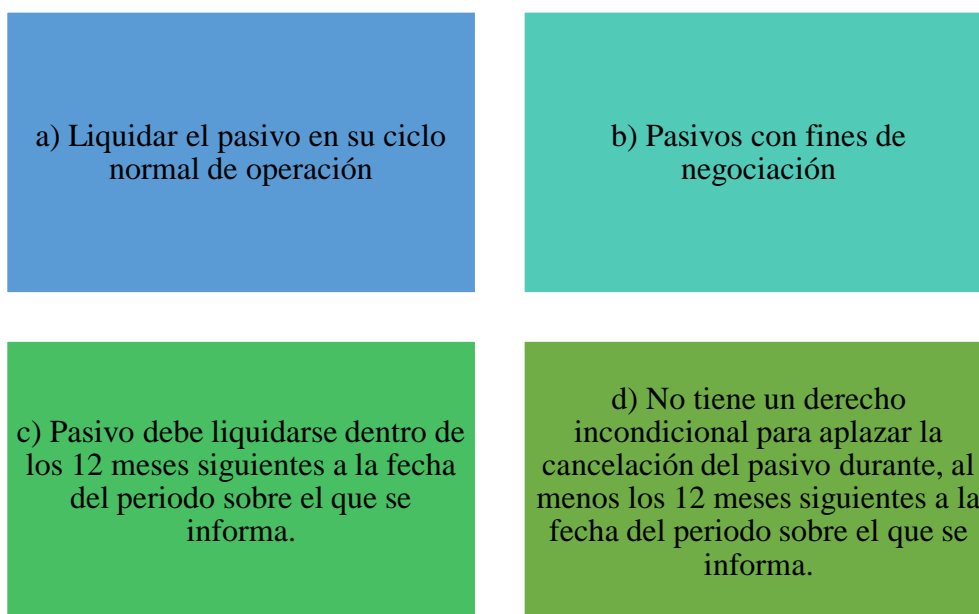 a) Liquidar el pasivo en su ciclo
normal de operación
b) Pasivos con fines de
negociación
c) Pasivo debe liquidarse dentro de
los 12 meses siguientes a la fecha
del periodo sobre el que se
informa.
d) No tiene un derecho
incondicional para aplazar la
cancelación del pasivo durante, al
menos los 12 meses siguientes a la
fecha del periodo sobre el que se
informa.